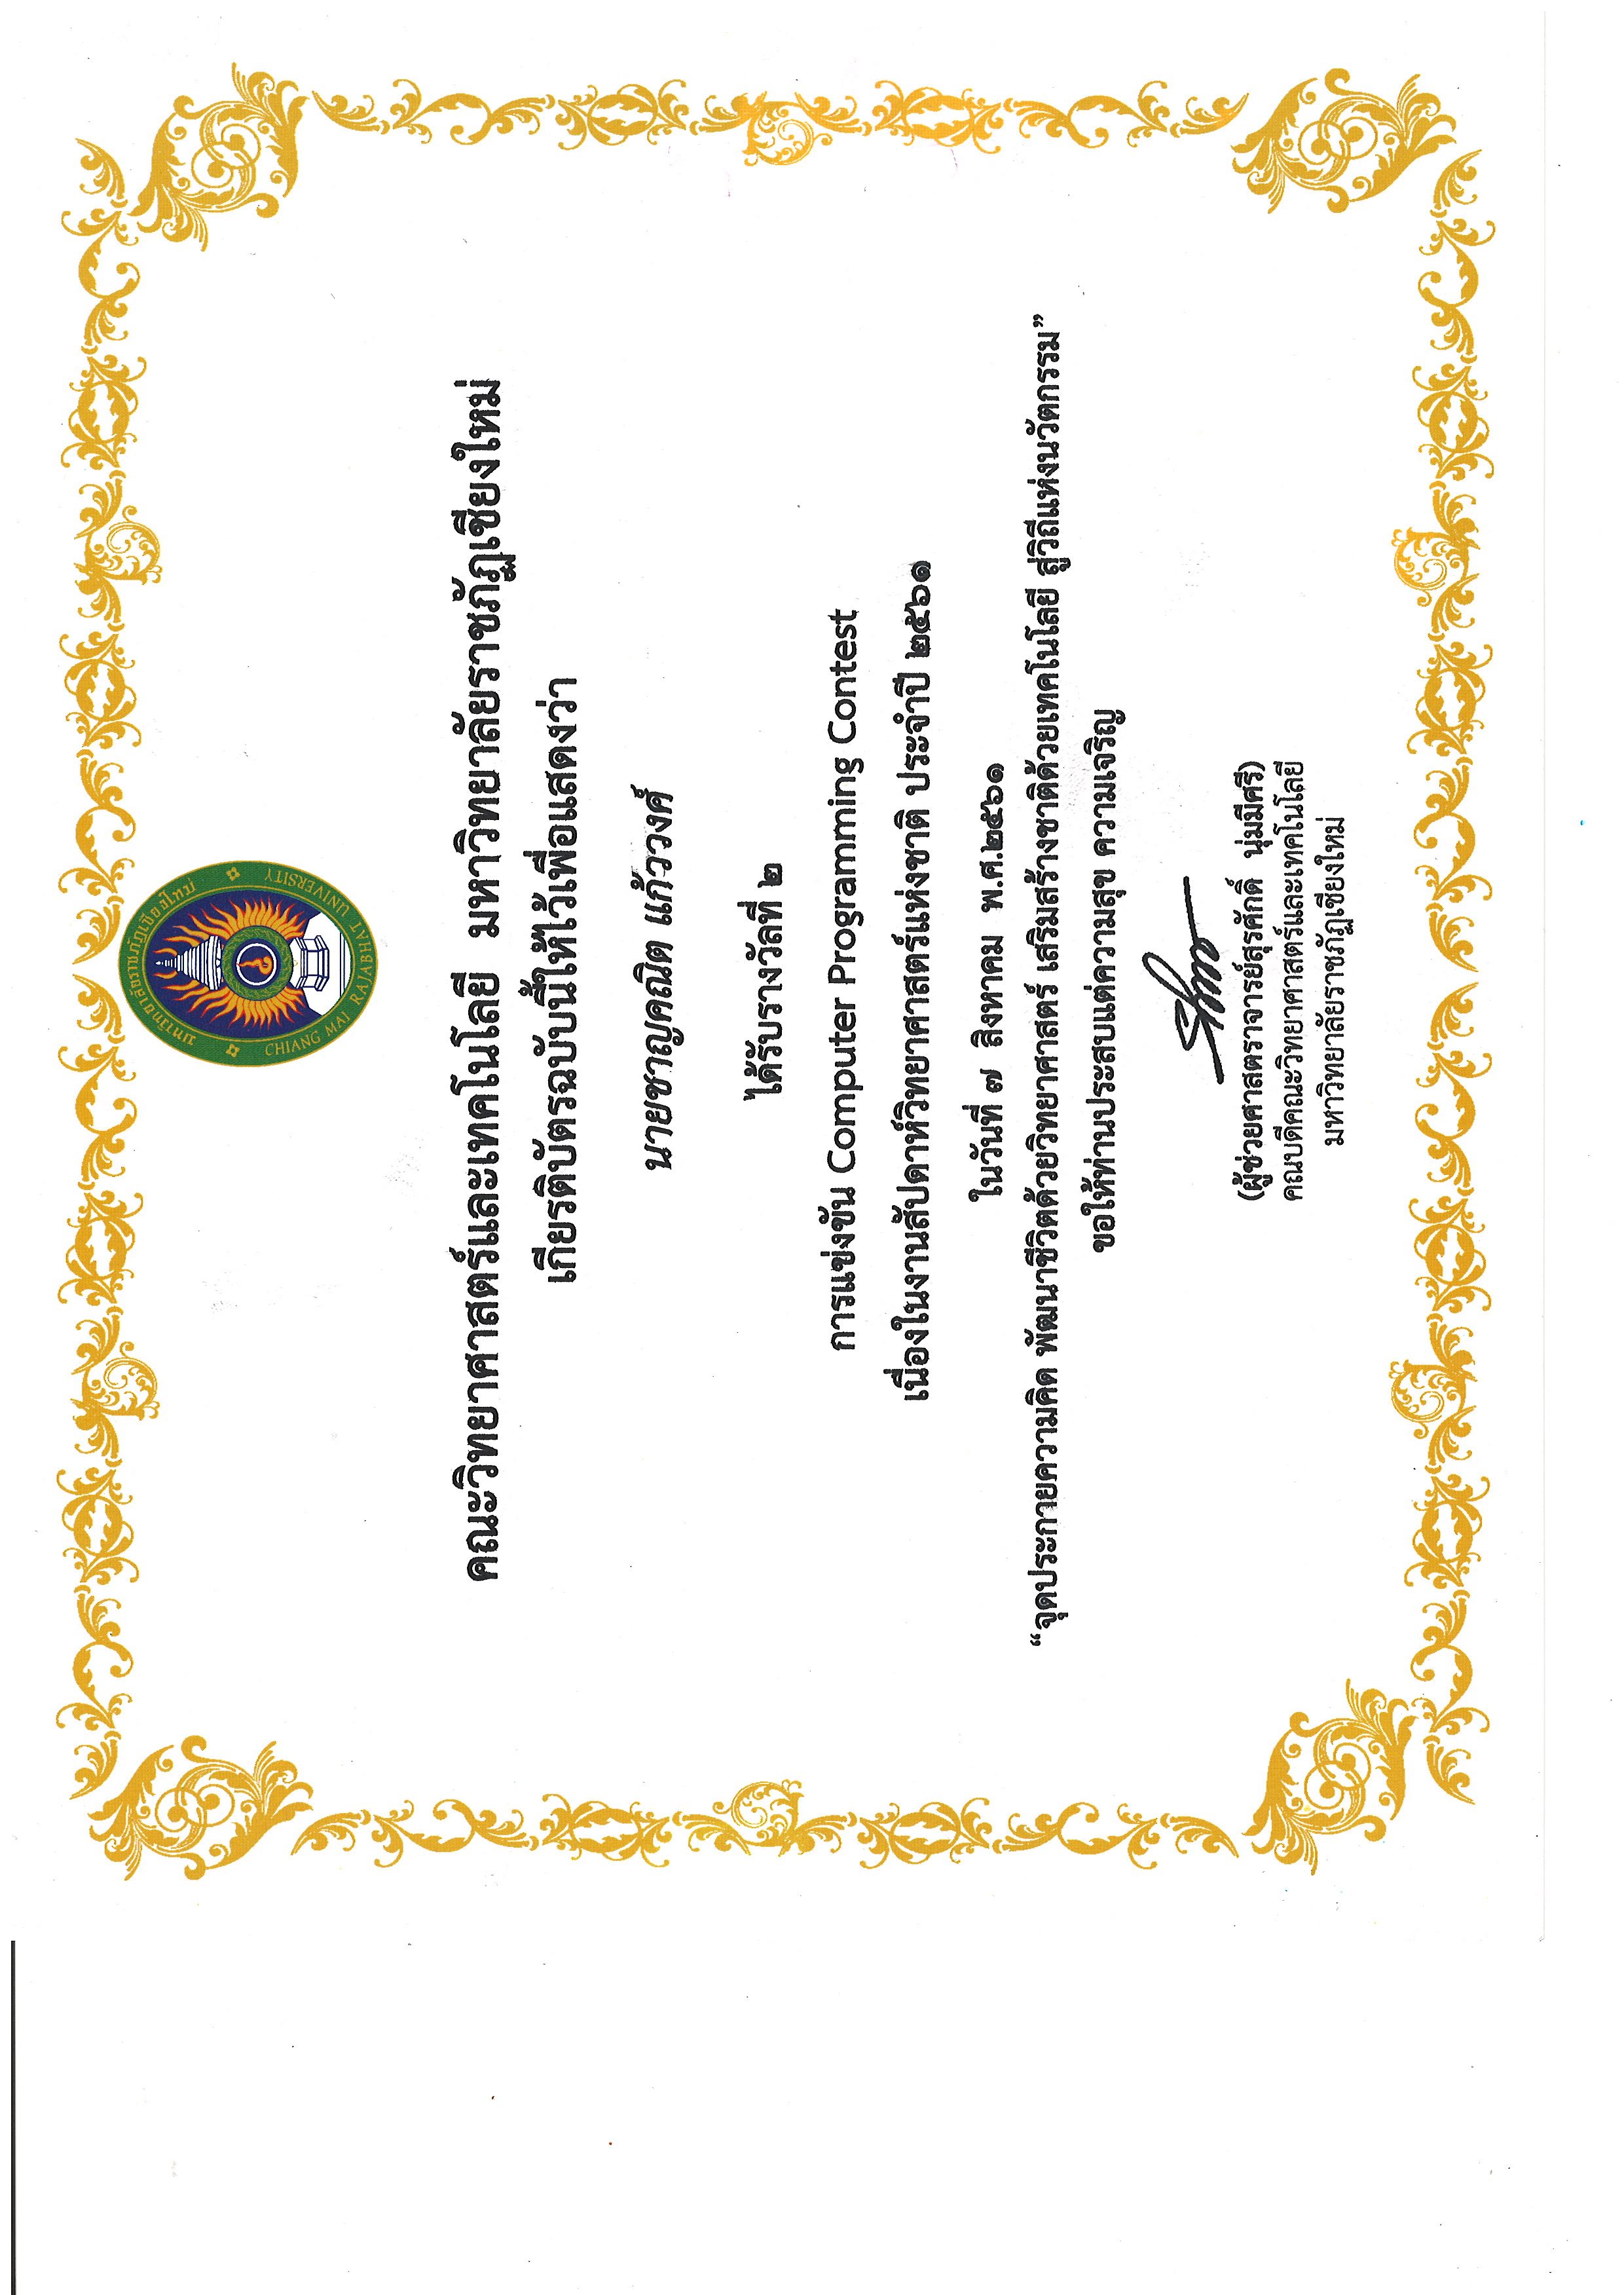 มหาวิทยาลัยราชภัฏเชียงใหม่
CHIANG MAI RAJABHAT UNIVERSITY
คณะวิทยาศาสตร์และเทคโนโลยี มหาวิทยาลัยราชภัฏเชียงใหม่
เกียรติบัตรฉบับนี้ให้ไว้เพื่อแสดงว่า
นายชาญคณิต แก้ววงศ์
ได้รับรางวัลที่ ๒
การแข่งขัน Computer Programming Contest
เนื่องในงานสัปดาห์วิทยาศาสตร์แห่งชาติ ประจำปี ๒๕๖๑
ในวันที่ ๗ สิงหาคม พ.ศ.๒๕๖๑
“จุดประกายความคิด พัฒนาชีวิตด้วยวิทยาศาสตร์ เสริมสร้างชาติด้วยเทคโนโลยี สู่วิถีแห่งนวัตกรรม”
ขอให้ท่านประสบแต่ความสุข ความเจริญ
(ผู้ช่วยศาสตราจารย์สุรศักดิ์ นุ่มมีศรี)
คณบดีคณะวิทยาศาสตร์และเทคโนโลยี
มหาวิทยาลัยราชภัฏเชียงใหม่